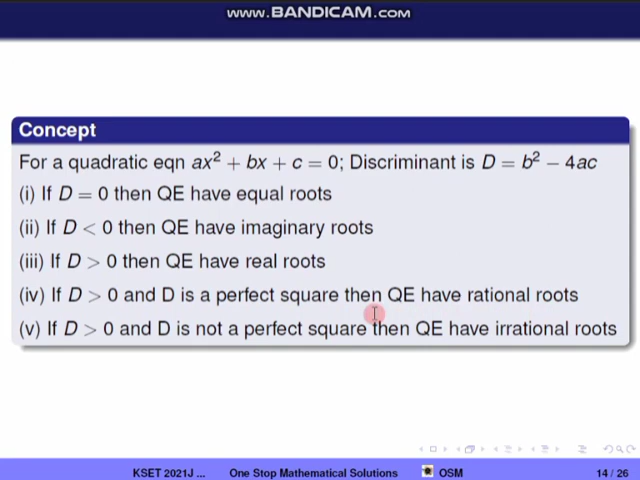 www.BANDICAM.com
Concept
For a quadratic eqn ax² + bx + c = 0; Discriminant is D = b² − 4ac
(i) If D = 0 then QE have equal roots
(ii) If D < 0 then QE have imaginary roots
(iii) If D > 0 then QE have real roots
(iv) If D > 0 and D is a perfect square then QE have rational roots
(v) If D > 0 and D is not a perfect square then QE have irrational roots
KSET 2021J ... One Stop Mathematical Solutions OSM 14 / 26